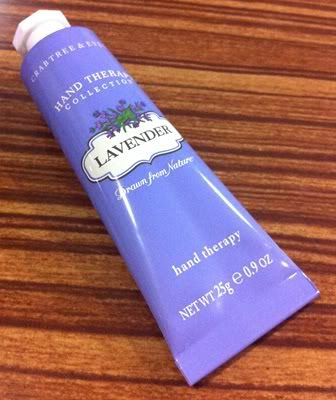 CRABTREE & EVE
HAND THERAPY
COLLECTION
LAVENDER
Drawn from Nature
hand therapy
NET WT 25g ℮ 0.9 oz